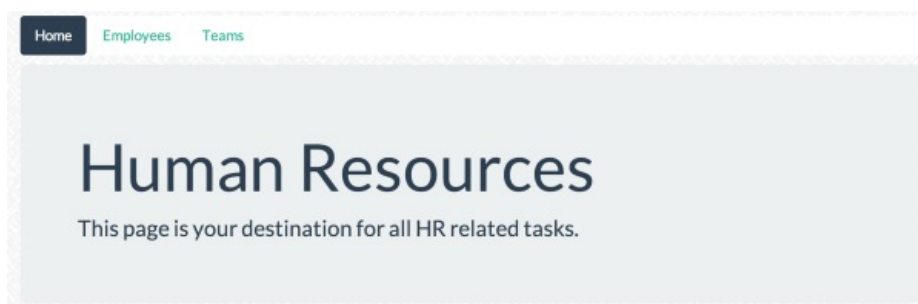 Home Employees Teams
Human Resources
This page is your destination for all HR related tasks.